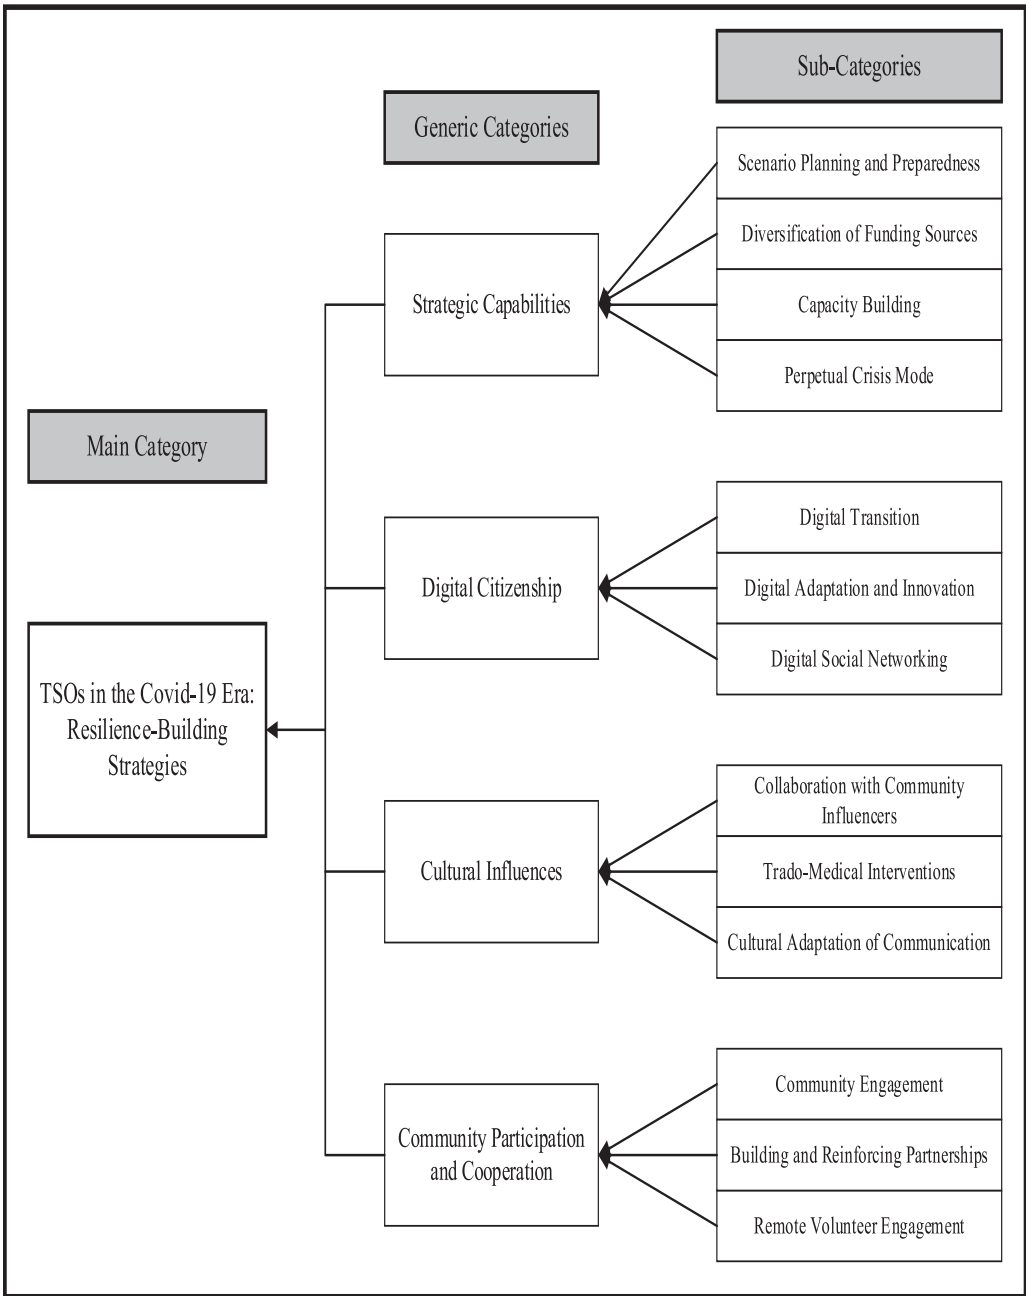 Sub-Categories
Generic Categories
Scenario Planning and Preparedness
Diversification of Funding Sources
Strategic Capabilities
Capacity Building
Perpetual Crisis Mode
Main Category
Digital Transition
Digital Citizenship
Digital Adaptation and Innovation
Digital Social Networking
TSOs in the Covid-19 Era:
Resilience-Building
Strategies
Collaboration with Community
Influencers
Cultural Influences
Trado-Medical Interventions
Cultural Adaptation of Communication
Community Engagement
Community Participation
and Cooperation
Building and Reinforcing Partnerships
Remote Volunteer Engagement